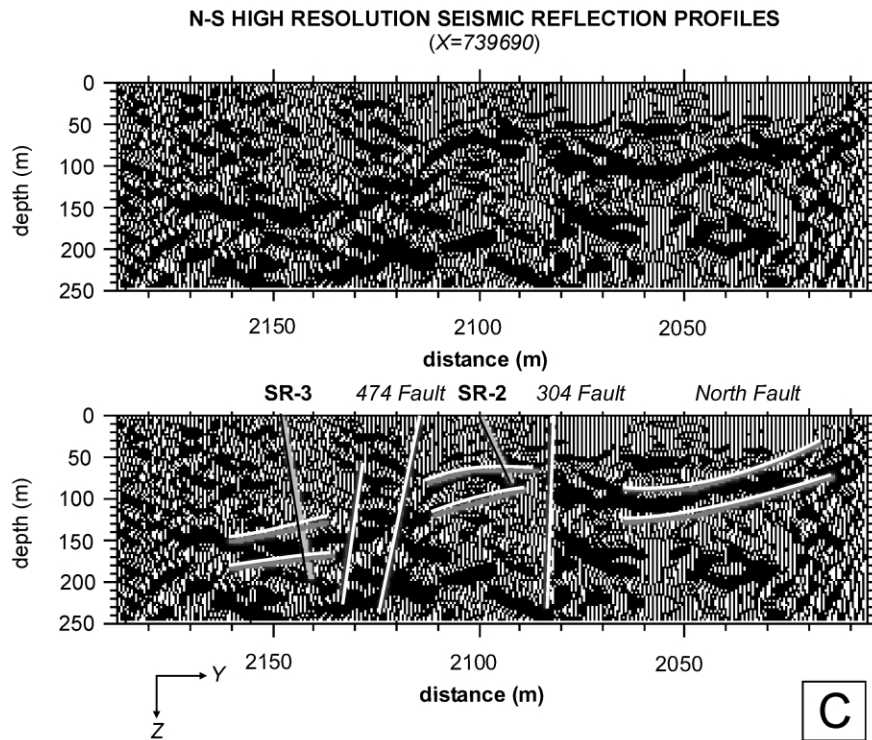 N-S HIGH RESOLUTION SEISMIC REFLECTION PROFILES
(X=739690)
0
50
100
150
200
250
depth (m)
2150 2100 2050
distance (m)
SR-3 474 Fault SR-2 304 Fault North Fault
0
50
100
150
200
250
depth (m)
2150 2100 2050
distance (m)
Y
Z
C